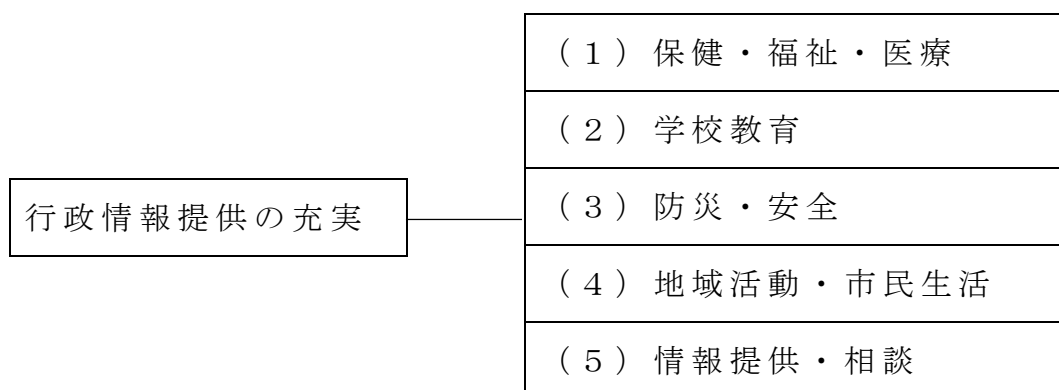 行政情報提供の充実
（１）保健・福祉・医療
（２）学校教育
（３）防災・安全
（４）地域活動・市民生活
（５）情報提供・相談